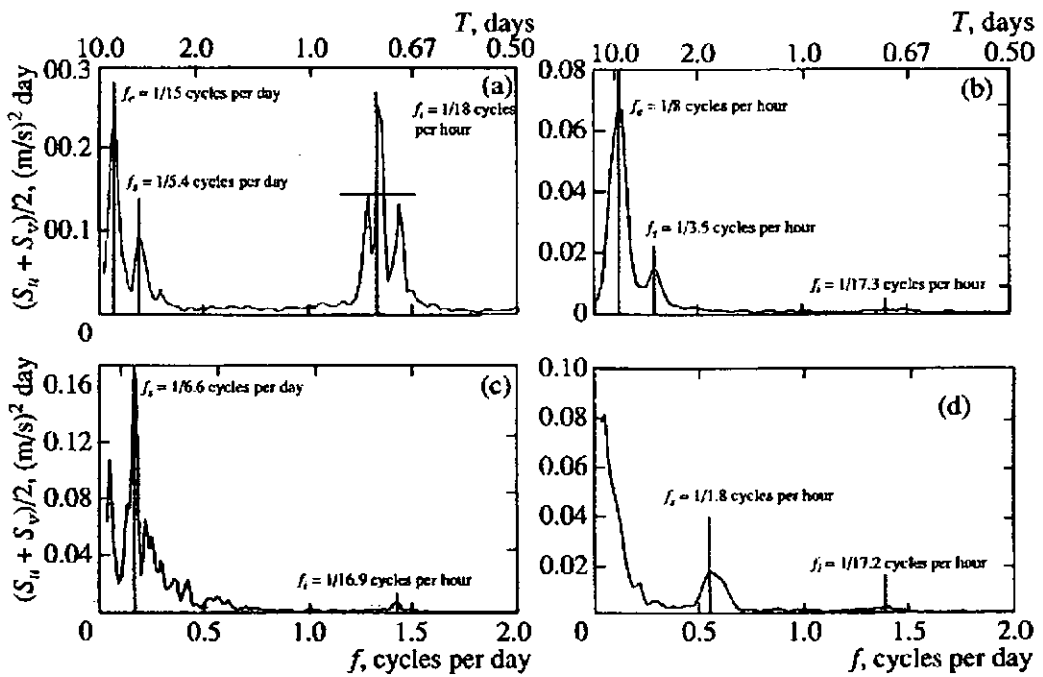 T, days
10.0 2.0 1.0 0.67 0.50
00.3
00.2
00.1
0
(S_u + S_v)/2, (m/s)² day
(a)
f_e = 1/15 cycles per day
f_s = 1/5.4 cycles per day
f_i = 1/18 cycles
per hour
T, days
10.0 2.0 1.0 0.67 0.50
0.08
0.06
0.04
0.02
0
(b)
f_e = 1/8 cycles per hour
f_s = 1/3.5 cycles per hour
f_i = 1/17.3 cycles per hour
0.16
0.12
0.08
0.04
(S_u + S_v)/2, (m/s)² day
(c)
f_s = 1/6.6 cycles per day
f_i = 1/16.9 cycles per hour
0 0.5 1.0 1.5 2.0
f, cycles per day
0.10
0.08
0.06
0.04
0.02
(d)
f_s = 1/1.8 cycles per hour
f_i = 1/17.2 cycles per hour
0 0.5 1.0 1.5 2.0
f, cycles per day